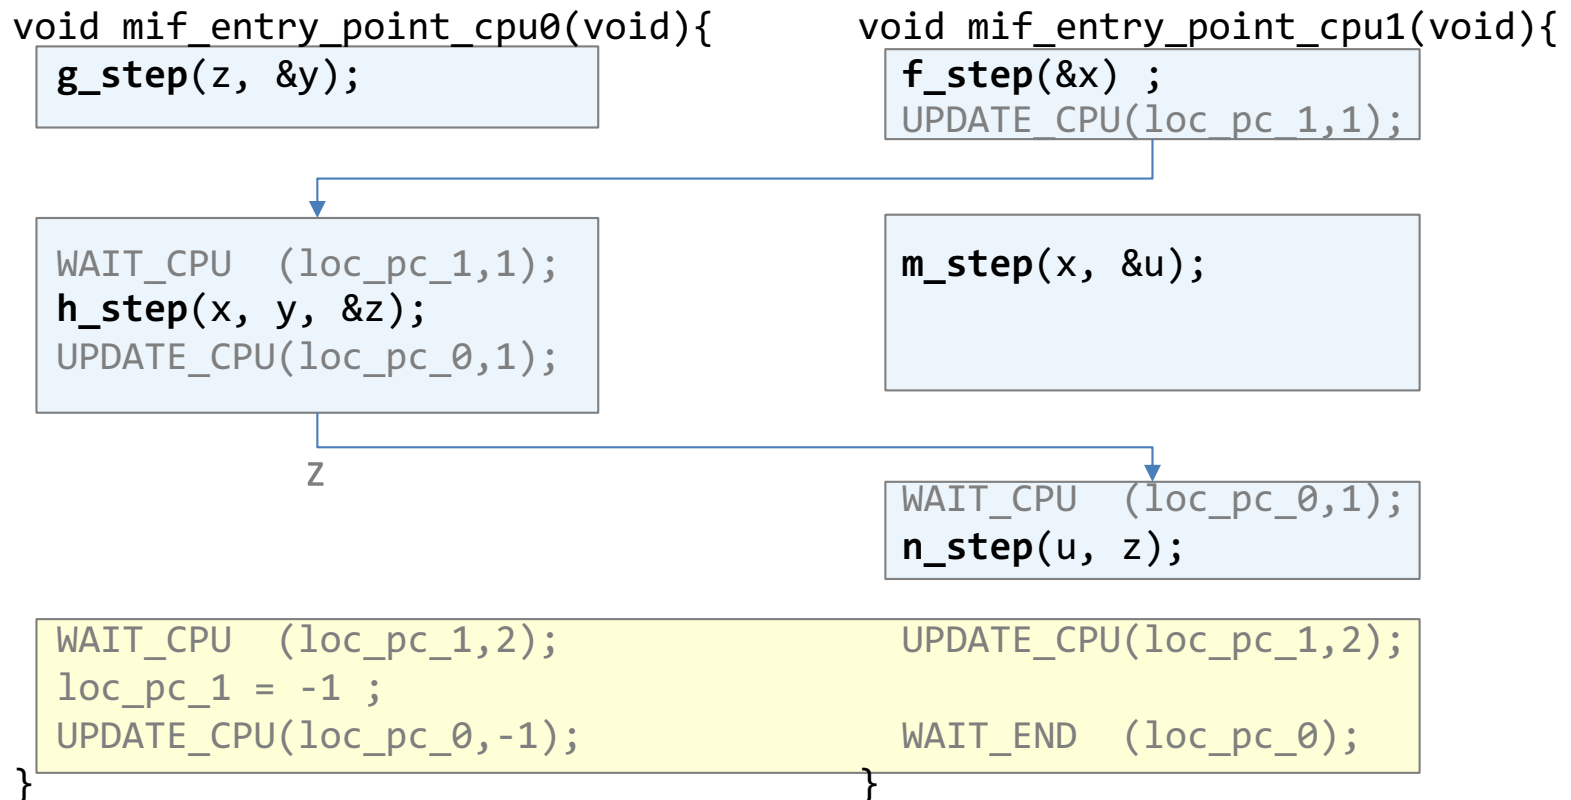 void mif_entry_point_cpu0(void){
g_step(z, &y);
WAIT_CPU  (loc_pc_1,1);
h_step(x, y, &z);
UPDATE_CPU(loc_pc_0,1);
z
WAIT_CPU  (loc_pc_1,2);
loc_pc_1 = -1 ;
UPDATE_CPU(loc_pc_0,-1);
}
void mif_entry_point_cpu1(void){
f_step(&x) ;
UPDATE_CPU(loc_pc_1,1);
m_step(x, &u);
WAIT_CPU  (loc_pc_0,1);
n_step(u, z);
UPDATE_CPU(loc_pc_1,2);
WAIT_END  (loc_pc_0);
}